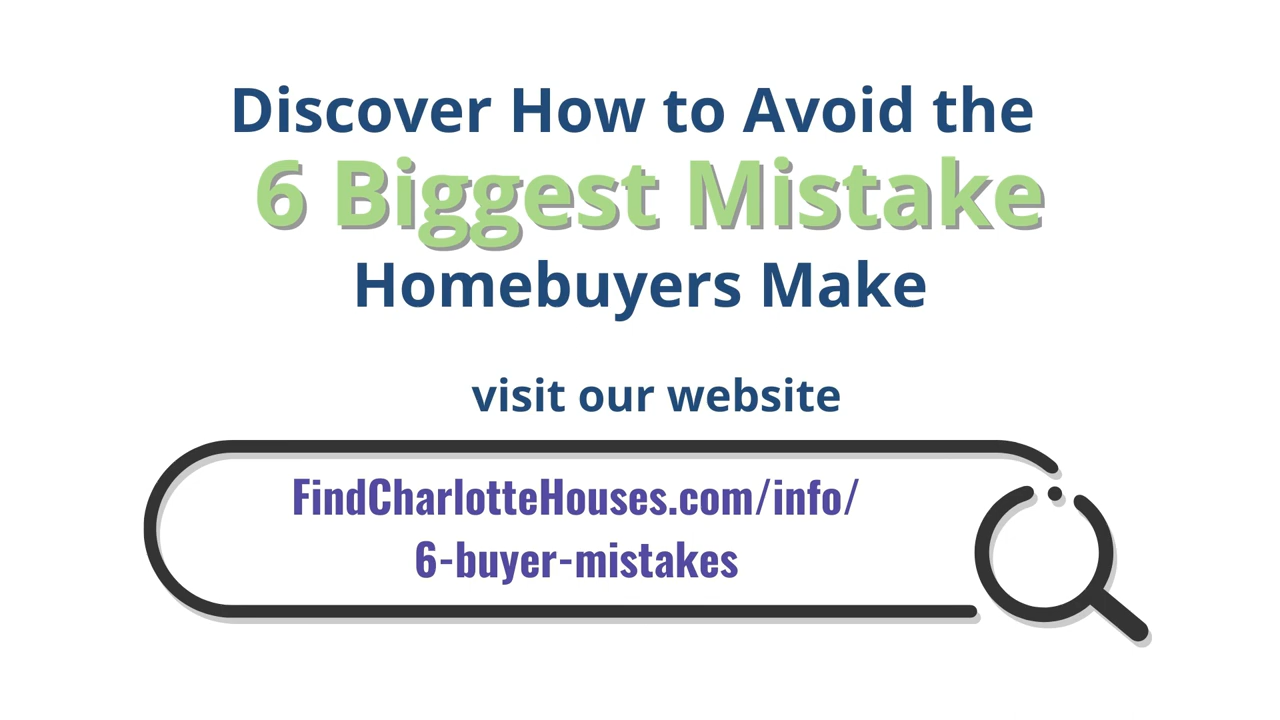 Discover How to Avoid the
6 Biggest Mistake
Homebuyers Make
visit our website
FindCharlotteHouses.com/info/
6-buyer-mistakes